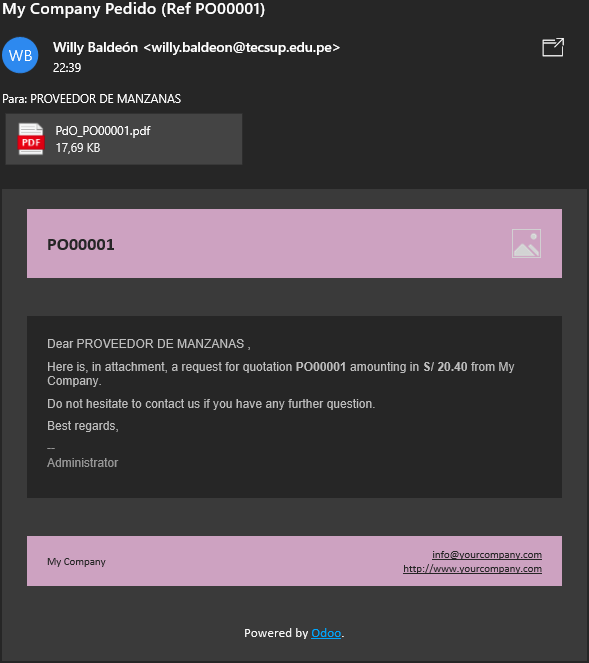 My Company Pedido (Ref PO00001)
WB
Willy Baldeón <willy.baldeon@tecsup.edu.pe>
22:39
Para: PROVEEDOR DE MANZANAS
PDF
PdO_PO00001.pdf
17,69 KB
PO00001
Dear PROVEEDOR DE MANZANAS ,
Here is, in attachment, a request for quotation PO00001 amounting in S/ 20.40 from My
Company.
Do not hesitate to contact us if you have any further question.
Best regards,
--
Administrator
My Company
info@yourcompany.com
http://www.yourcompany.com
Powered by Odoo.